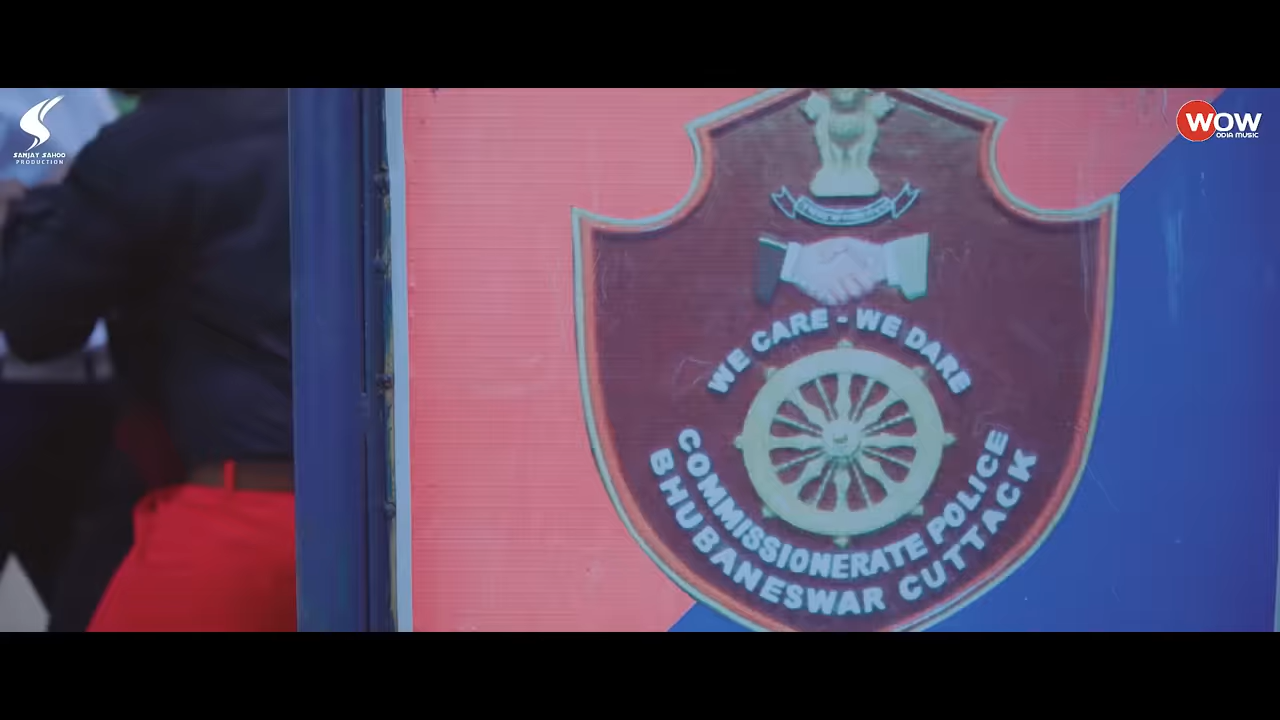 SANJAY SAHOO
PRODUCTION
WOW
ODIA MUSIC
WE CARE - WE DARE
COMMISSIONERATE POLICE
BHUBANESWAR CUTTACK